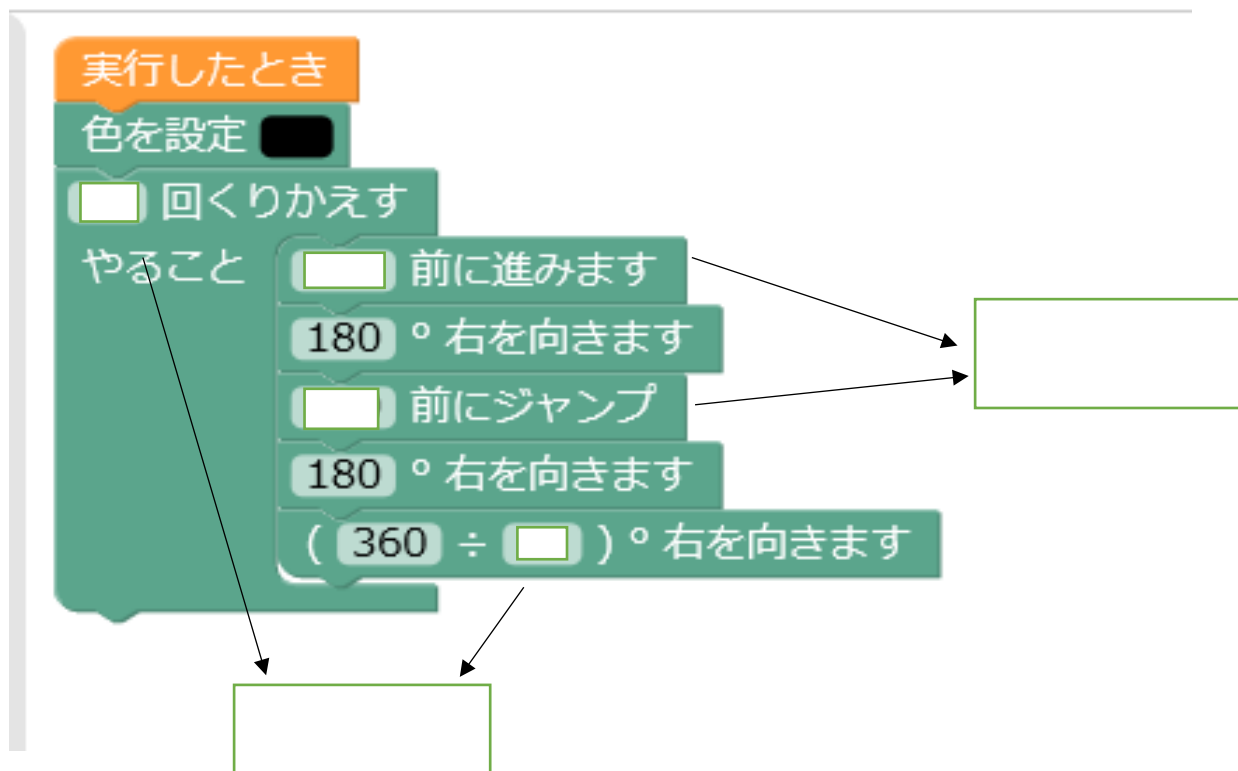 実行したとき
色を設定
回くりかえす
やること
前に進みます
180 ° 右を向きます
前にジャンプ
180 ° 右を向きます
( 360 ÷ ) ° 右を向きます